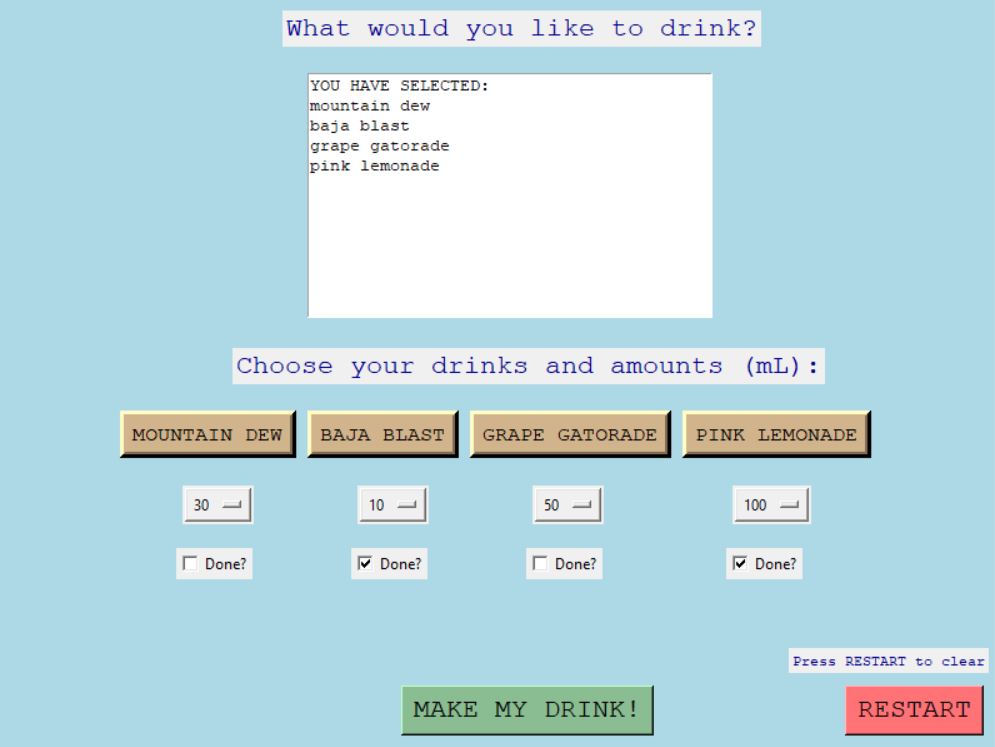 What would you like to drink?
YOU HAVE SELECTED:
mountain dew
baja blast
grape gatorade
pink lemonade
Choose your drinks and amounts (mL):
MOUNTAIN DEW BAJA BLAST GRAPE GATORADE PINK LEMONADE
30 10 50 100
Done? Done? Done? Done?
Press RESTART to clear
MAKE MY DRINK! RESTART